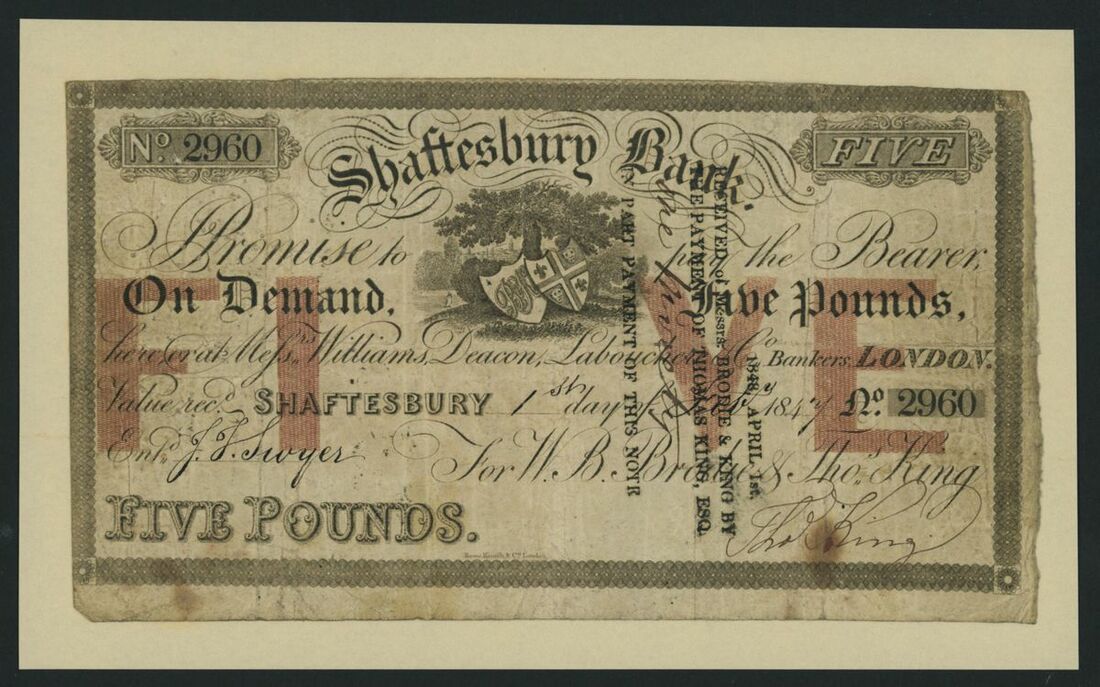 No. 2960
Shaftesbury Bank.
FIVE
I Promise to pay the Bearer,
On Demand, Five Pounds,
here, or at Messrs. Williams, Deacon, Labouchere & Co Bankers, LONDON.
Value recd. SHAFTESBURY 1st day of 1847 No. 2960
Entd. J. J. Swyer For W. B. Brodie & Thos. King
FIVE POUNDS.
Thos King
FIVE
1848, APRIL 1st.
RECEIVED of Messrs. BRODIE & KING BY
THE PAYMENT OF THOMAS KING, ESQ.
PART PAYMENT OF THIS NOTE